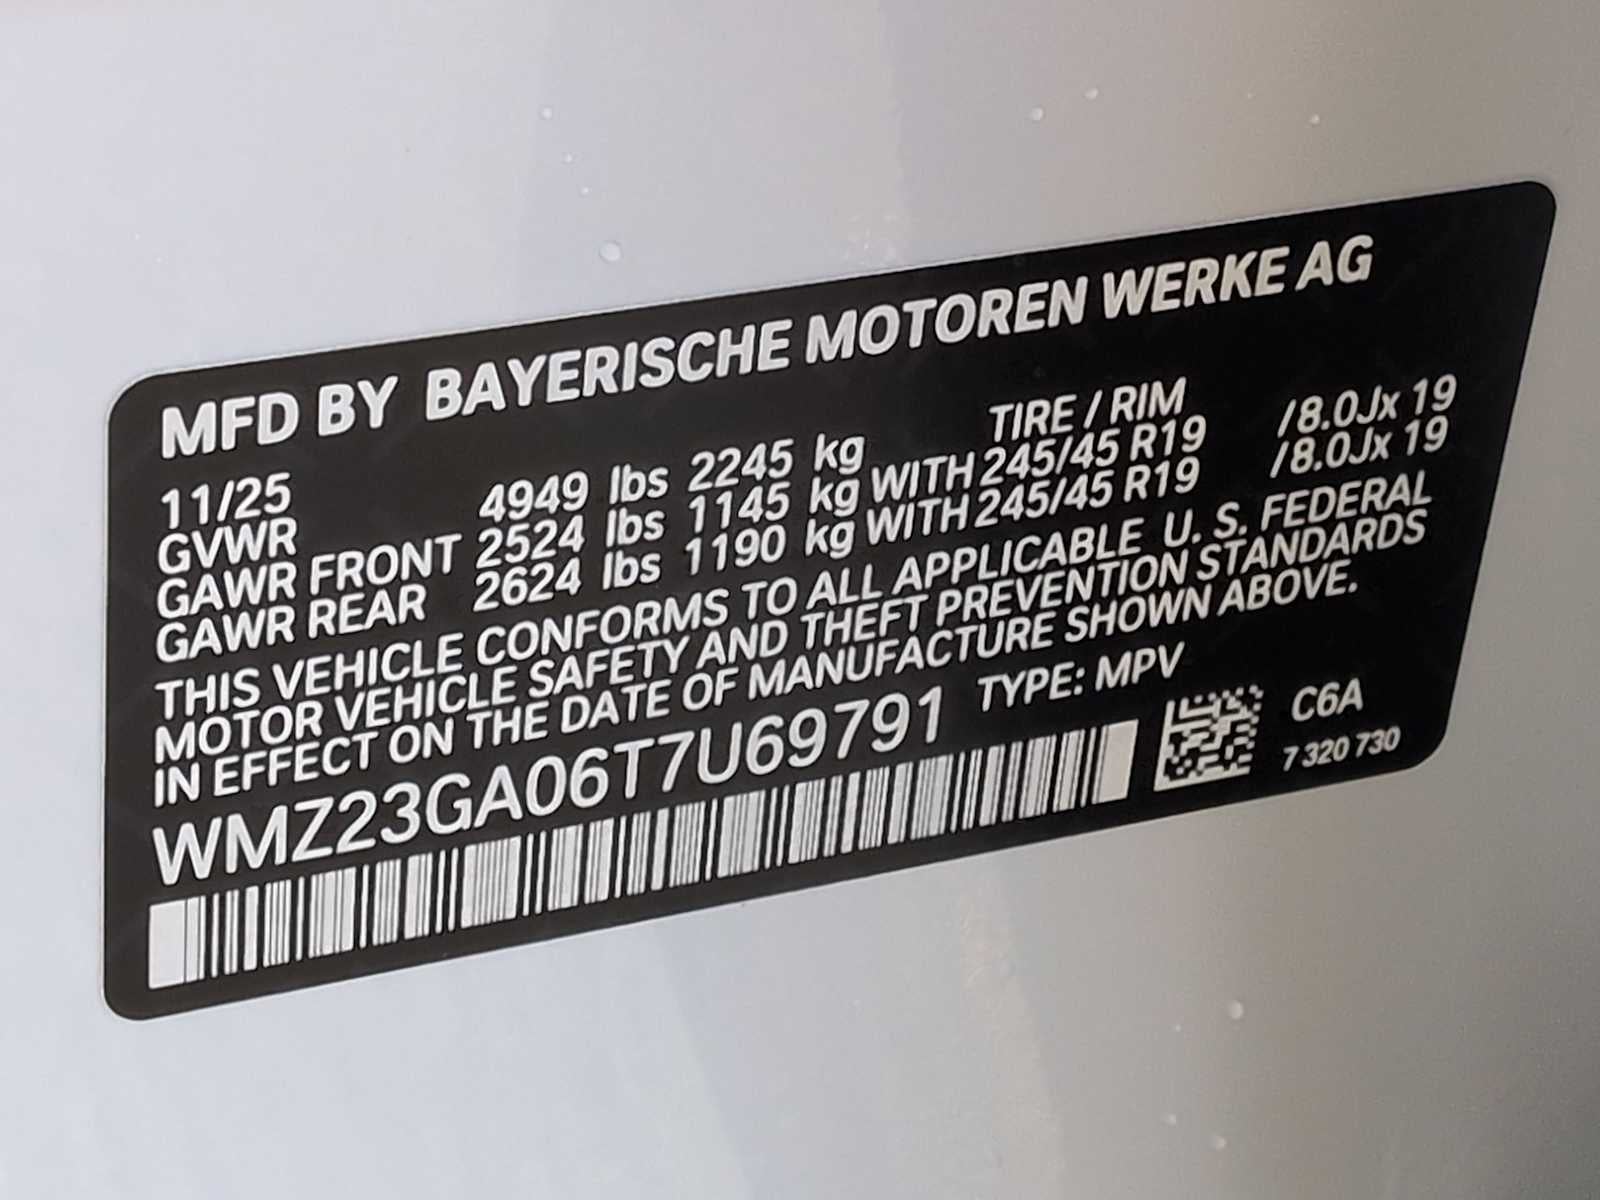 MFD BY BAYERISCHE MOTOREN WERKE AG
11/25 TIRE / RIM
GVWR 4949 lbs 2245 kg
GAWR FRONT 2524 lbs 1145 kg WITH 245/45 R19 /8.0Jx 19
GAWR REAR 2624 lbs 1190 kg WITH 245/45 R19 /8.0Jx 19
THIS VEHICLE CONFORMS TO ALL APPLICABLE U. S. FEDERAL
MOTOR VEHICLE SAFETY AND THEFT PREVENTION STANDARDS
IN EFFECT ON THE DATE OF MANUFACTURE SHOWN ABOVE.
WMZ23GA06T7U69791 TYPE: MPV
C6A
7 320 730